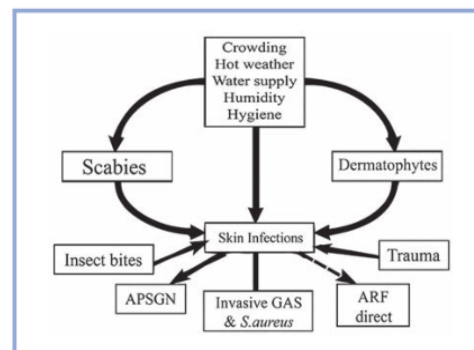 Crowding
Hot weather
Water supply
Humidity
Hygiene
Scabies
Dermatophytes
Skin Infections
Insect bites
Trauma
APSGN
Invasive GAS
& S.aureus
ARF
direct